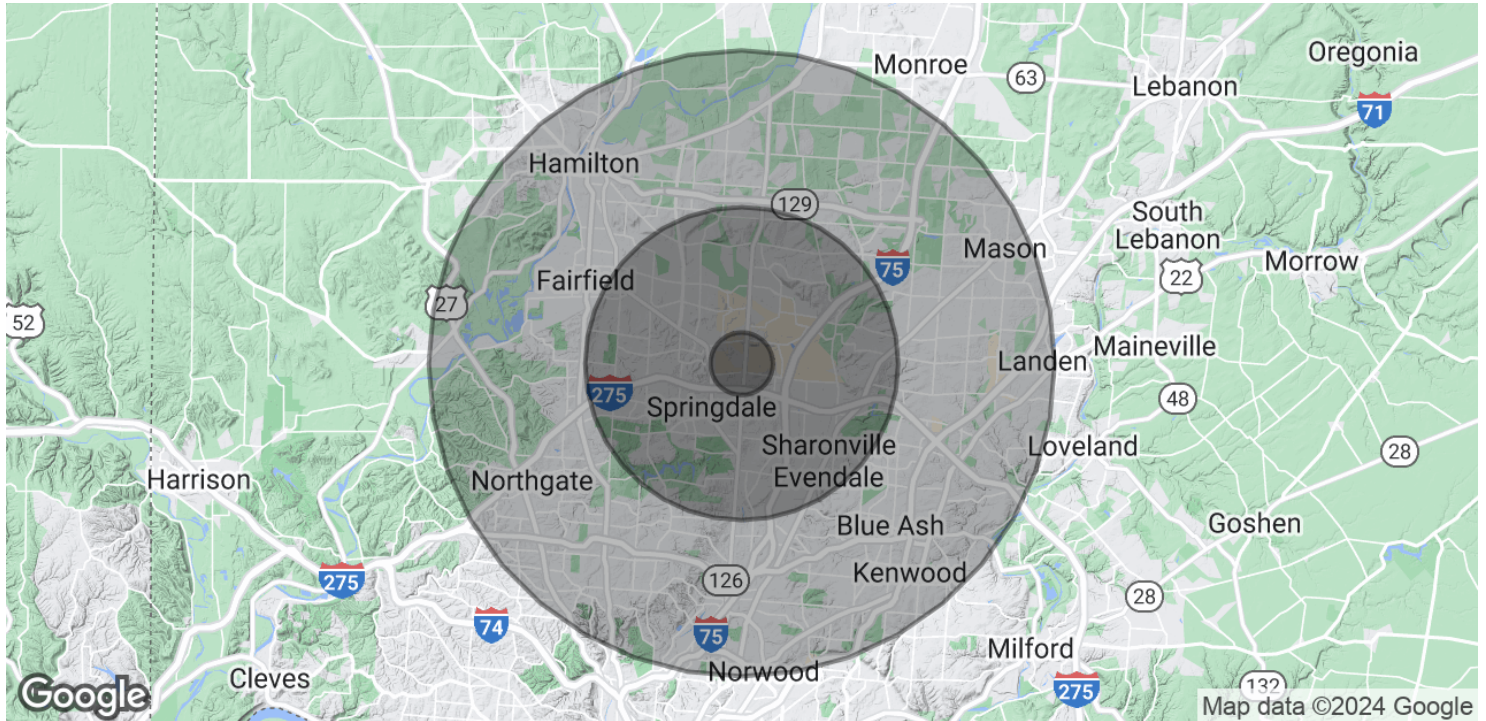 Oregonia
Monroe
63
Lebanon
71
Hamilton
129
South
Lebanon
Mason
Morrow
75
22
Fairfield
27
52
Landen
Maineville
275
Springdale
48
Sharonville
Loveland
28
Harrison
Northgate
Evendale
Blue Ash
Goshen
275
126
Kenwood
28
74
75
Milford
Norwood
Cleves
275
132
Google
Map data ©2024 Google